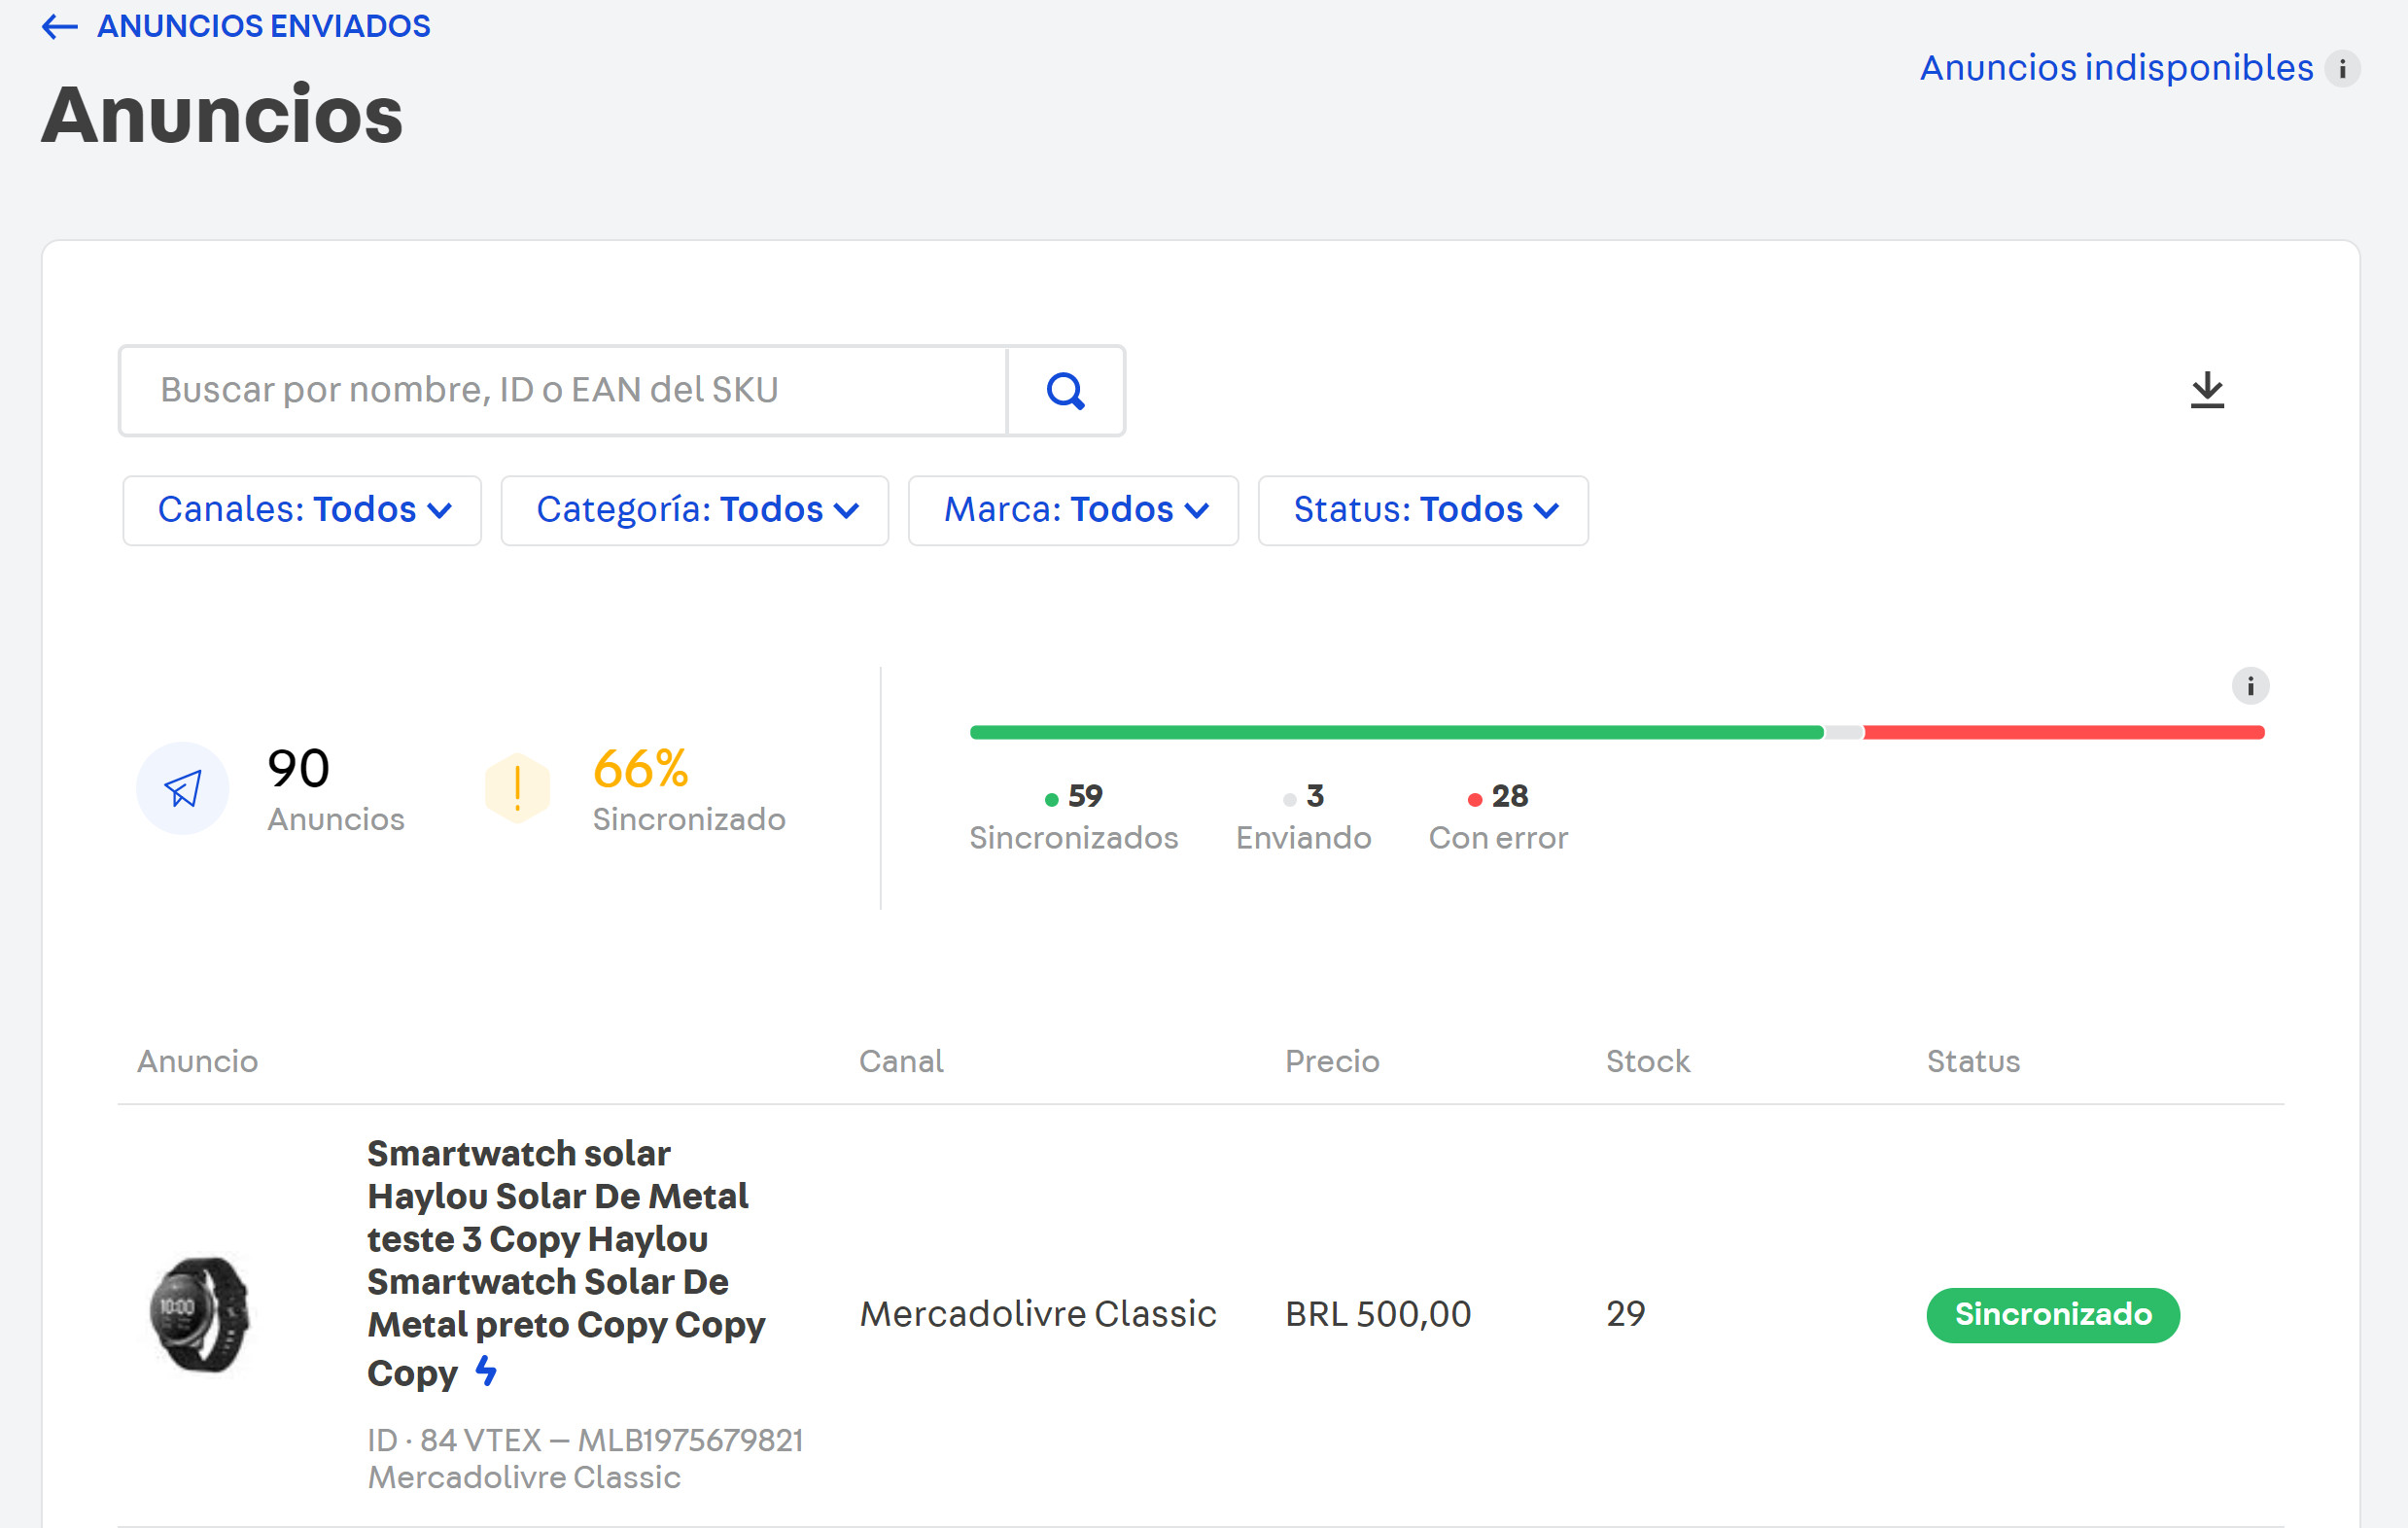 ANUNCIOS ENVIADOS
Anuncios indisponibles
Anuncios
Buscar por nombre, ID o EAN del SKU
Canales: Todos
Categoría: Todos
Marca: Todos
Status: Todos
90
Anuncios
66%
Sincronizado
59
Sincronizados
3
Enviando
28
Con error
Anuncio
Canal
Precio
Stock
Status
Smartwatch solar
Haylou Solar De Metal
teste 3 Copy Haylou
Smartwatch Solar De
Metal preto Copy Copy
Copy
ID · 84 VTEX — MLB1975679821
Mercadolivre Classic
10:00
Mercadolivre Classic
BRL 500,00
29
Sincronizado